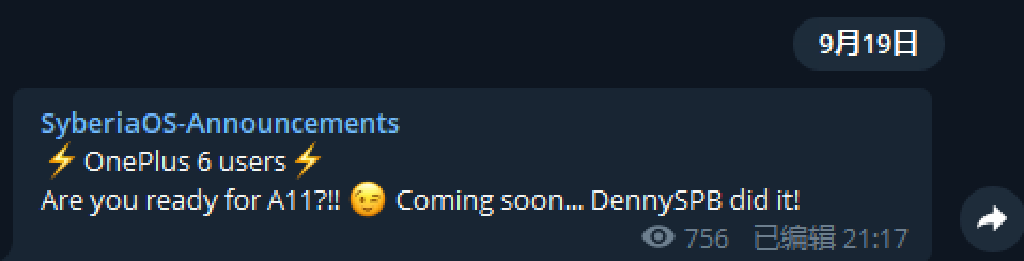 9月19日
SyberiaOS-Announcements
⚡ OnePlus 6 users ⚡
Are you ready for A11?!! 😉 Coming soon... DennySPB did it!
756 已编辑 21:17